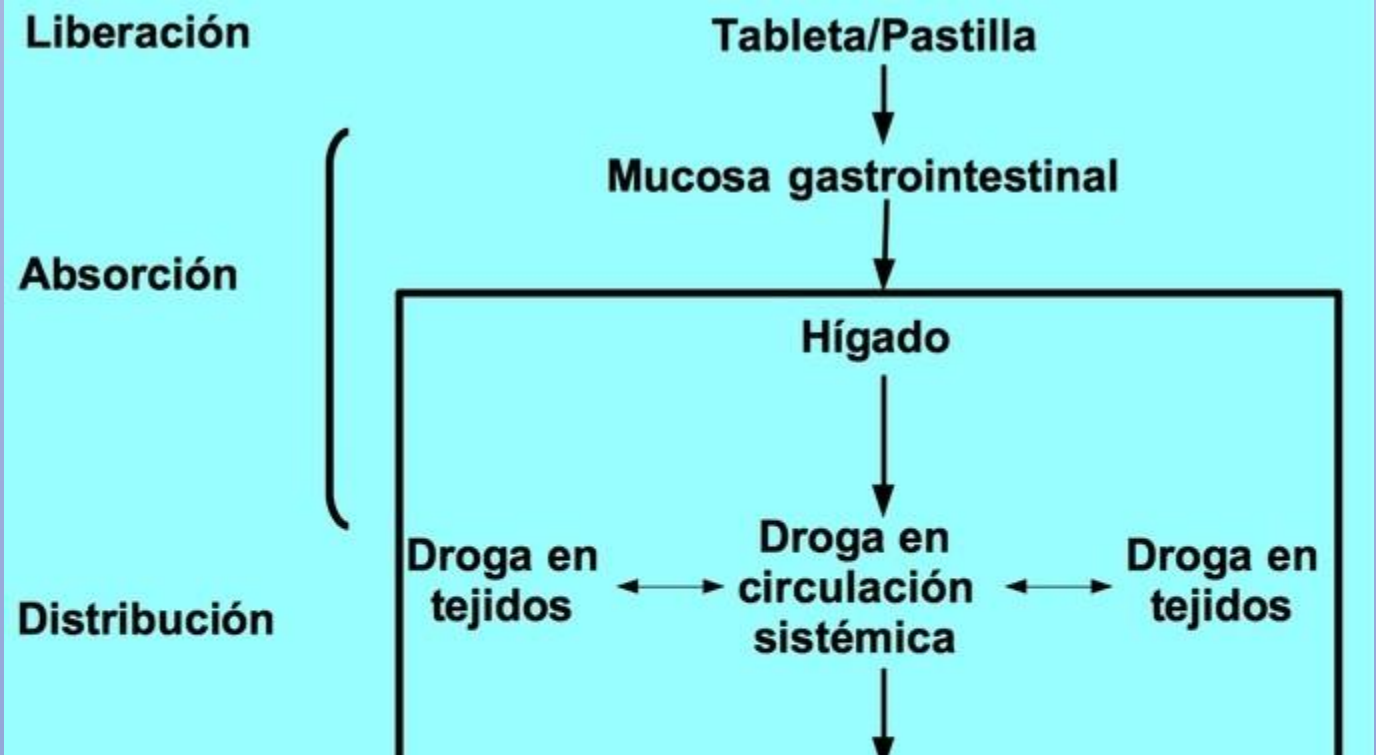 Liberación
Tableta/Pastilla
Mucosa gastrointestinal
Absorción
Hígado
Droga en
tejidos
Droga en
circulación
sistémica
Droga en
tejidos
Distribución